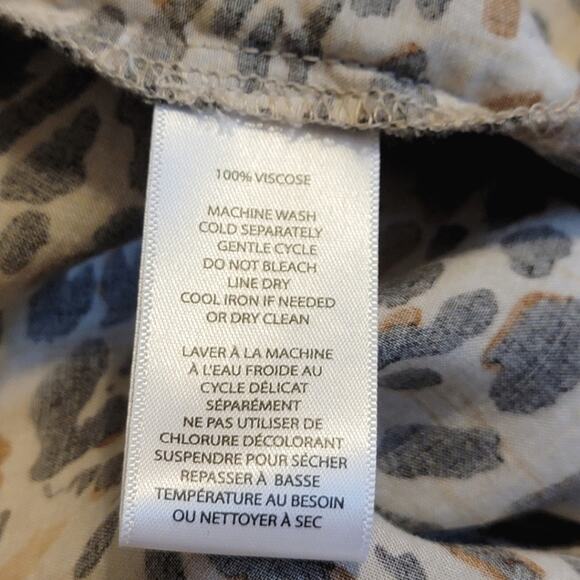 100% VISCOSE
MACHINE WASH
COLD SEPARATELY
GENTLE CYCLE
DO NOT BLEACH
LINE DRY
COOL IRON IF NEEDED
OR DRY CLEAN
LAVER À LA MACHINE
À L'EAU FROIDE AU
CYCLE DÉLICAT
SÉPARÉMENT
NE PAS UTILISER DE
CHLORURE DÉCOLORANT
SUSPENDRE POUR SÉCHER
REPASSER À BASSE
TEMPÉRATURE AU BESOIN
OU NETTOYER À SEC